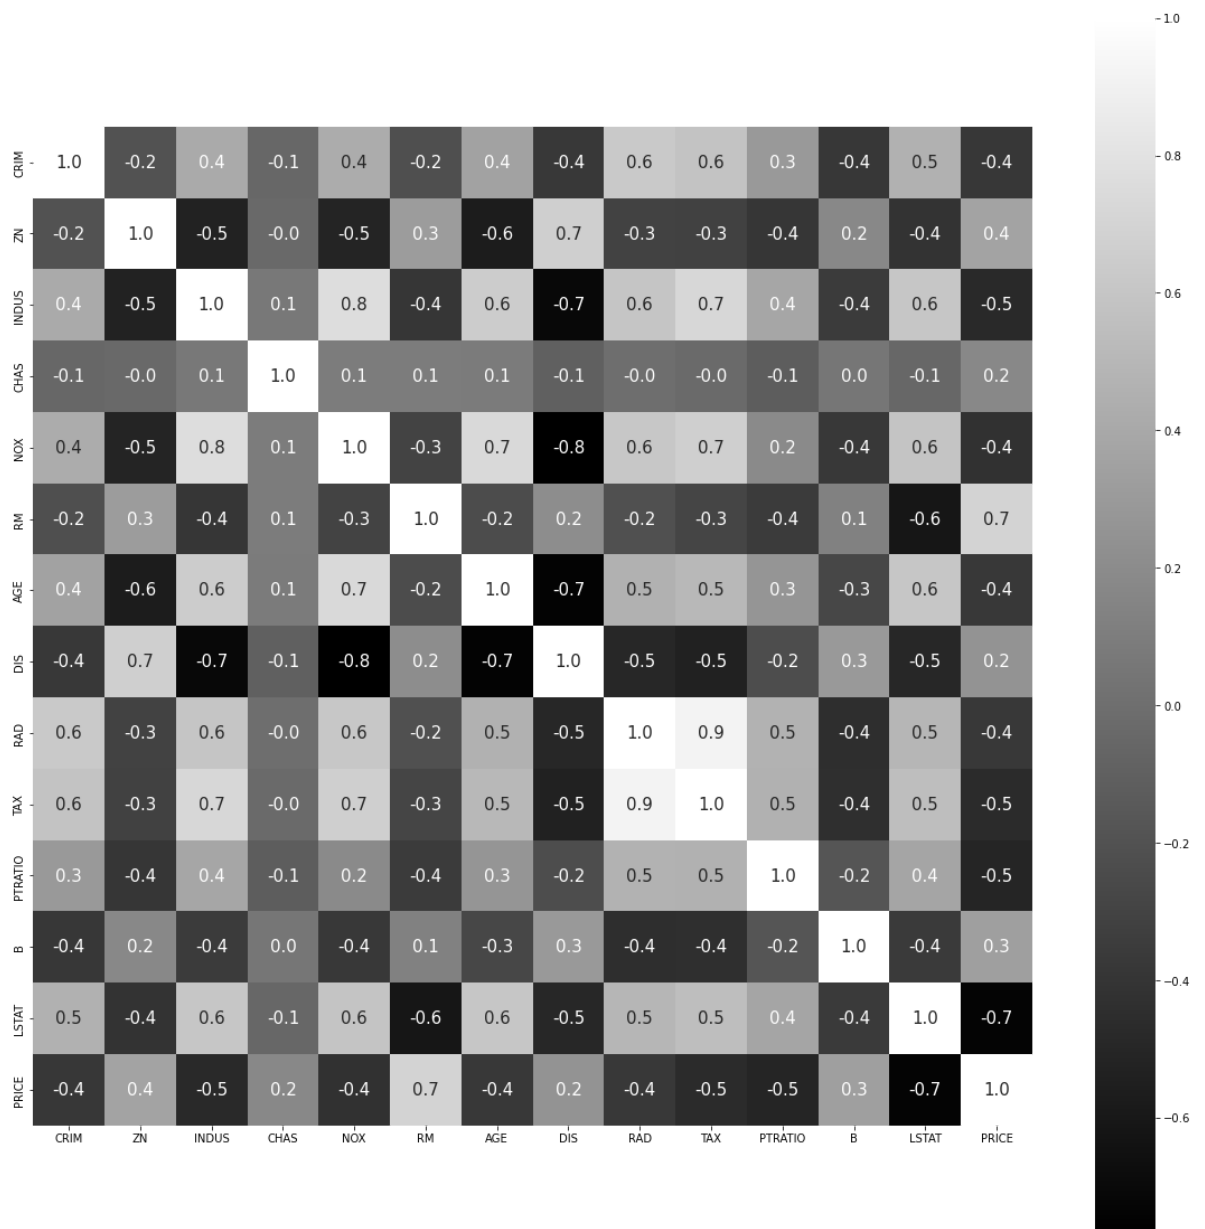 1.0
0.8
0.6
0.4
0.2
0.0
−0.2
−0.4
−0.6
CRIM 1.0 -0.2 0.4 -0.1 0.4 -0.2 0.4 -0.4 0.6 0.6 0.3 -0.4 0.5 -0.4
ZN -0.2 1.0 -0.5 -0.0 -0.5 0.3 -0.6 0.7 -0.3 -0.3 -0.4 0.2 -0.4 0.4
INDUS 0.4 -0.5 1.0 0.1 0.8 -0.4 0.6 -0.7 0.6 0.7 0.4 -0.4 0.6 -0.5
CHAS -0.1 -0.0 0.1 1.0 0.1 0.1 0.1 -0.1 -0.0 -0.0 -0.1 0.0 -0.1 0.2
NOX 0.4 -0.5 0.8 0.1 1.0 -0.3 0.7 -0.8 0.6 0.7 0.2 -0.4 0.6 -0.4
RM -0.2 0.3 -0.4 0.1 -0.3 1.0 -0.2 0.2 -0.2 -0.3 -0.4 0.1 -0.6 0.7
AGE 0.4 -0.6 0.6 0.1 0.7 -0.2 1.0 -0.7 0.5 0.5 0.3 -0.3 0.6 -0.4
DIS -0.4 0.7 -0.7 -0.1 -0.8 0.2 -0.7 1.0 -0.5 -0.5 -0.2 0.3 -0.5 0.2
RAD 0.6 -0.3 0.6 -0.0 0.6 -0.2 0.5 -0.5 1.0 0.9 0.5 -0.4 0.5 -0.4
TAX 0.6 -0.3 0.7 -0.0 0.7 -0.3 0.5 -0.5 0.9 1.0 0.5 -0.4 0.5 -0.5
PTRATIO 0.3 -0.4 0.4 -0.1 0.2 -0.4 0.3 -0.2 0.5 0.5 1.0 -0.2 0.4 -0.5
B -0.4 0.2 -0.4 0.0 -0.4 0.1 -0.3 0.3 -0.4 -0.4 -0.2 1.0 -0.4 0.3
LSTAT 0.5 -0.4 0.6 -0.1 0.6 -0.6 0.6 -0.5 0.5 0.5 0.4 -0.4 1.0 -0.7
PRICE -0.4 0.4 -0.5 0.2 -0.4 0.7 -0.4 0.2 -0.4 -0.5 -0.5 0.3 -0.7 1.0
CRIM ZN INDUS CHAS NOX RM AGE DIS RAD TAX PTRATIO B LSTAT PRICE